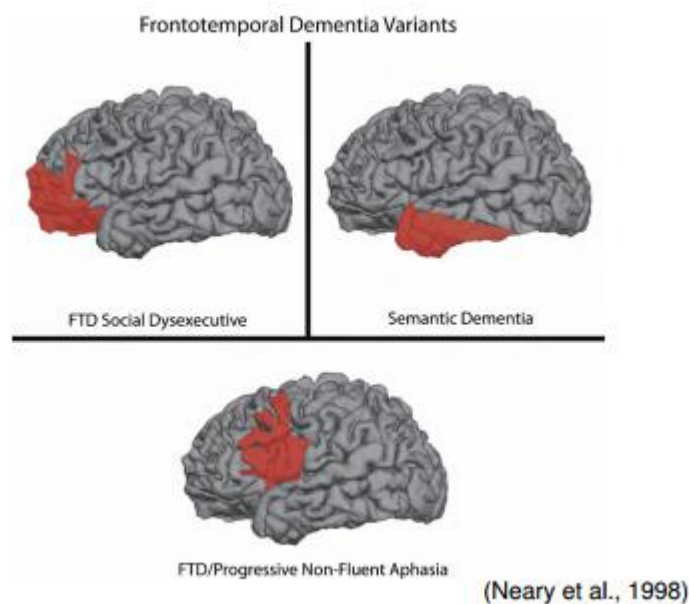 Frontotemporal Dementia Variants
FTD Social Dysexecutive
Semantic Dementia
FTD/Progressive Non-Fluent Aphasia
(Neary et al., 1998)